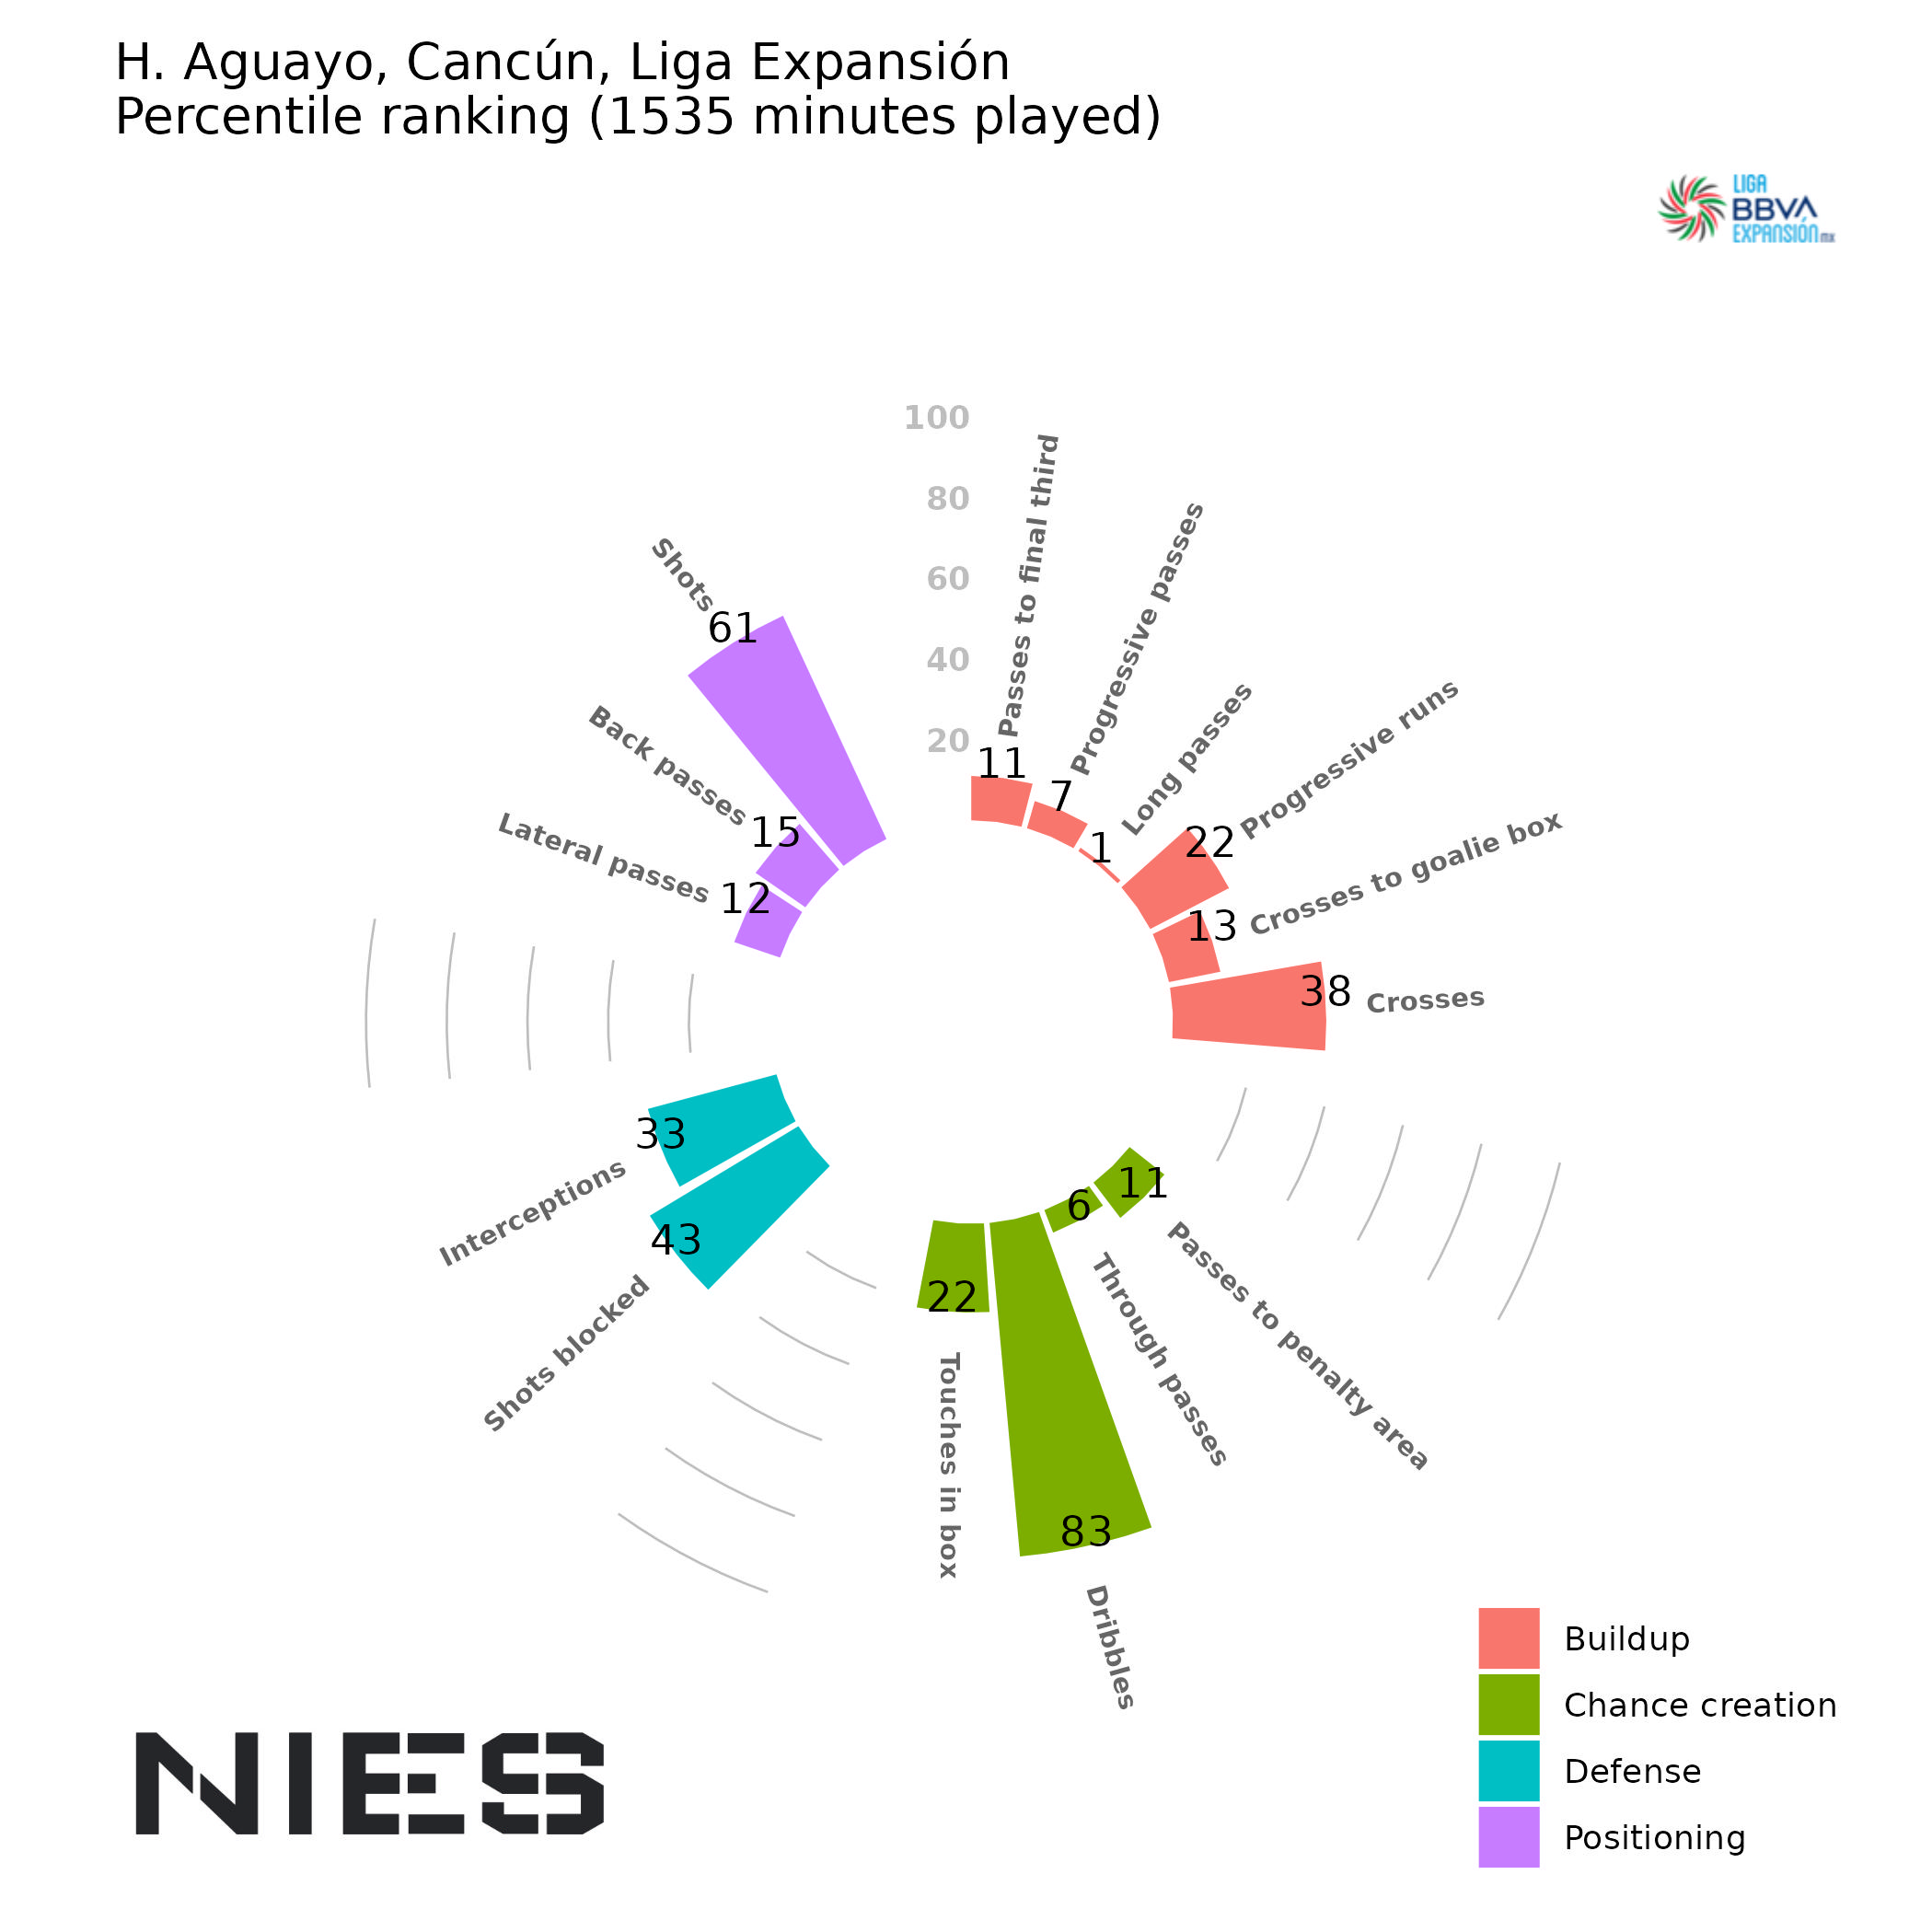 H. Aguayo, Cancún, Liga Expansión
Percentile ranking (1535 minutes played)
LIGA
BBVA
EXPANSIÓN MX
100
80
60
40
20
Passes to final third
11
Progressive passes
7
Long passes
1
Progressive runs
22
Crosses to goalie box
13
Crosses
38
Passes to penalty area
11
Through passes
6
Dribbles
83
Touches in box
22
Shots blocked
43
Interceptions
33
Lateral passes
12
Back passes
15
Shots
61
Buildup
Chance creation
Defense
Positioning
NIES